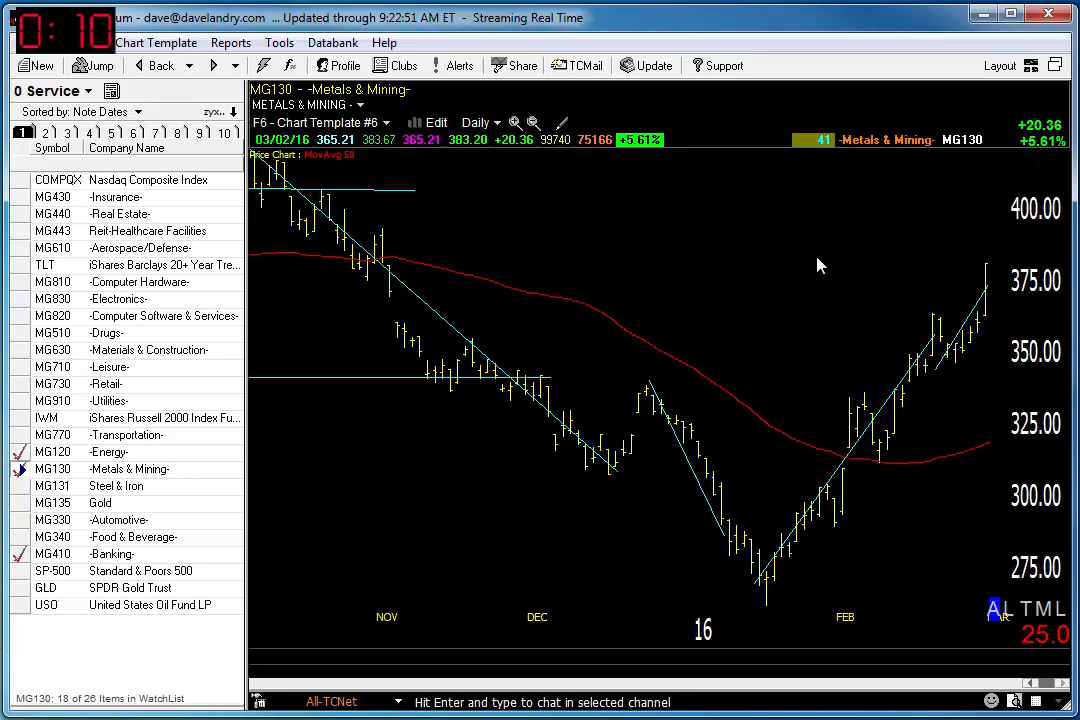 0:10 um - dave@davelandry.com ... Updated through 9:22:51 AM ET - Streaming Real Time
Chart Template Reports Tools Databank Help
New Jump Back Profile Clubs Alerts Share TCMail Update Support Layout
0 Service
Sorted by: Note Dates zyx..
1 2 3 4 5 6 7 8 9 10
Symbol Company Name
COMPQX Nasdaq Composite Index
MG430 -Insurance-
MG440 -Real Estate-
MG443 Reit-Healthcare Facilities
MG610 -Aerospace/Defense-
TLT iShares Barclays 20+ Year Tre...
MG810 -Computer Hardware-
MG830 -Electronics-
MG820 -Computer Software & Services-
MG510 -Drugs-
MG630 -Materials & Construction-
MG710 -Leisure-
MG730 -Retail-
MG910 -Utilities-
IWM iShares Russell 2000 Index Fu...
MG770 -Transportation-
MG120 -Energy-
MG130 -Metals & Mining-
MG131 Steel & Iron
MG135 Gold
MG330 -Automotive-
MG340 -Food & Beverage-
MG410 -Banking-
SP-500 Standard & Poors 500
GLD SPDR Gold Trust
USO United States Oil Fund LP
MG130: 18 of 26 Items in WatchList
MG130 - -Metals & Mining-
METALS & MINING -
F6 - Chart Template #6 Edit Daily
03/02/16 365.21 383.67 365.21 383.20 +20.36 99740 75166 +5.61% 41 -Metals & Mining- MG130
+20.36
+5.61%
Price Chart : MovAvg 50
400.00
375.00
350.00
325.00
300.00
275.00
NOV DEC 16 FEB
A L T M L
25.0
All-TCNet Hit Enter and type to chat in selected channel